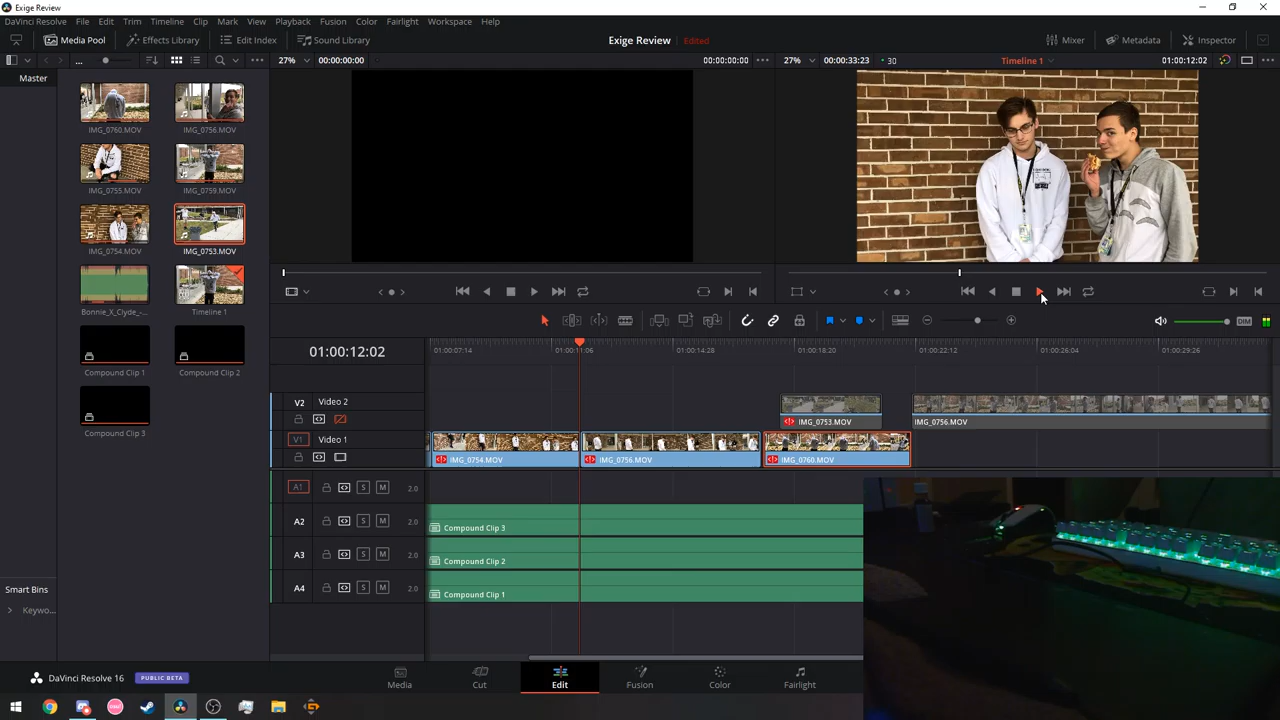 Exige Review
DaVinci Resolve File Edit Trim Timeline Clip Mark View Playback Fusion Color Fairlight Workspace Help
Media Pool Effects Library Edit Index Sound Library Exige Review Edited Mixer Metadata Inspector
... 27% 00:00:00:00 00:00:00:00 27% 00:00:33:23 30 Timeline 1 01:00:12:02
Master
IMG_0760.MOV IMG_0756.MOV
IMG_0755.MOV IMG_0759.MOV
IMG_0754.MOV IMG_0753.MOV
Bonnie_X_Clyde_-... Timeline 1
Compound Clip 1 Compound Clip 2
Compound Clip 3
DIM
01:00:12:02
01:00:07:14 01:00:11:06 01:00:14:28 01:00:18:20 01:00:22:12 01:00:26:04 01:00:29:26
V2 Video 2
IMG_0753.MOV IMG_0756.MOV
V1 Video 1
IMG_0754.MOV IMG_0756.MOV IMG_0760.MOV
A1 S M 2.0
A2 S M 2.0 Compound Clip 3
A3 S M 2.0 Compound Clip 2
A4 S M 2.0 Compound Clip 1
Smart Bins
Keywo...
DaVinci Resolve 16 PUBLIC BETA
Media Cut Edit Fusion Color Fairlight